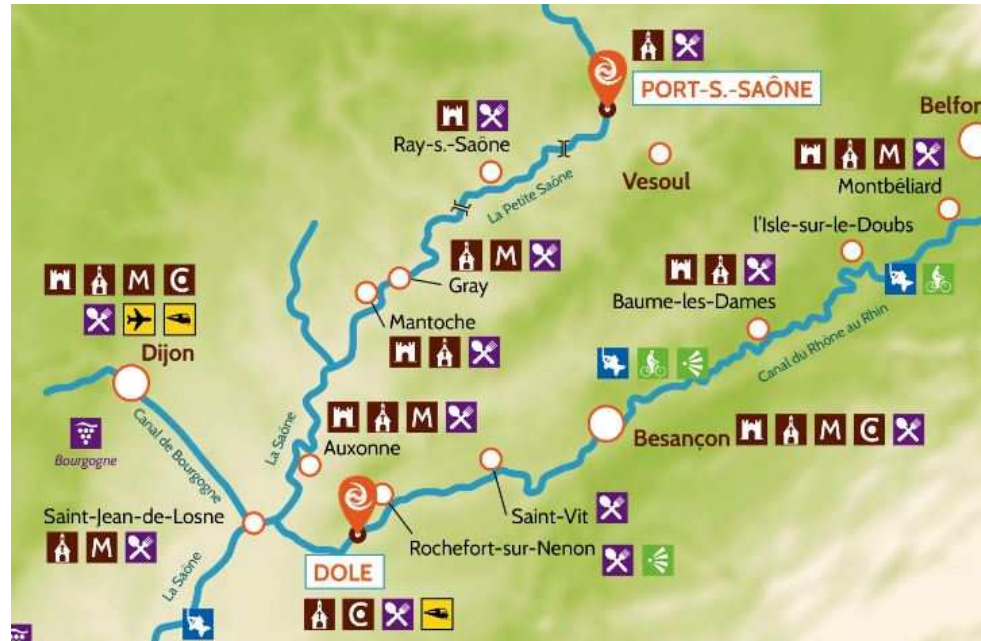 PORT-S.-SAÔNE
Belfor
Ray-s.-Saône
Vesoul
M
Montbéliard
La Petite Saône
l'Isle-sur-le-Doubs
M
Gray
Baume-les-Dames
M
C
Mantoche
Dijon
Canal du Rhône au Rhin
Canal de Bourgogne
La Saône
M
Auxonne
Besançon
M
C
Bourgogne
Saint-Jean-de-Losne
M
Saint-Vit
Rochefort-sur-Nenon
La Saône
DOLE
C